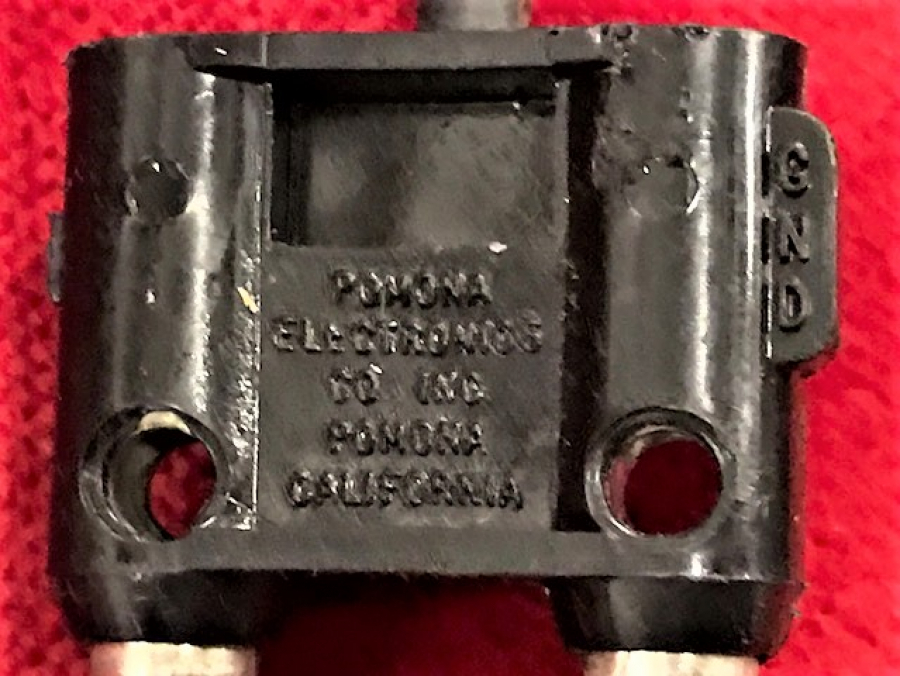 POMONA
ELECTRONICS
CO INC
POMONA
CALIFORNIA
GND